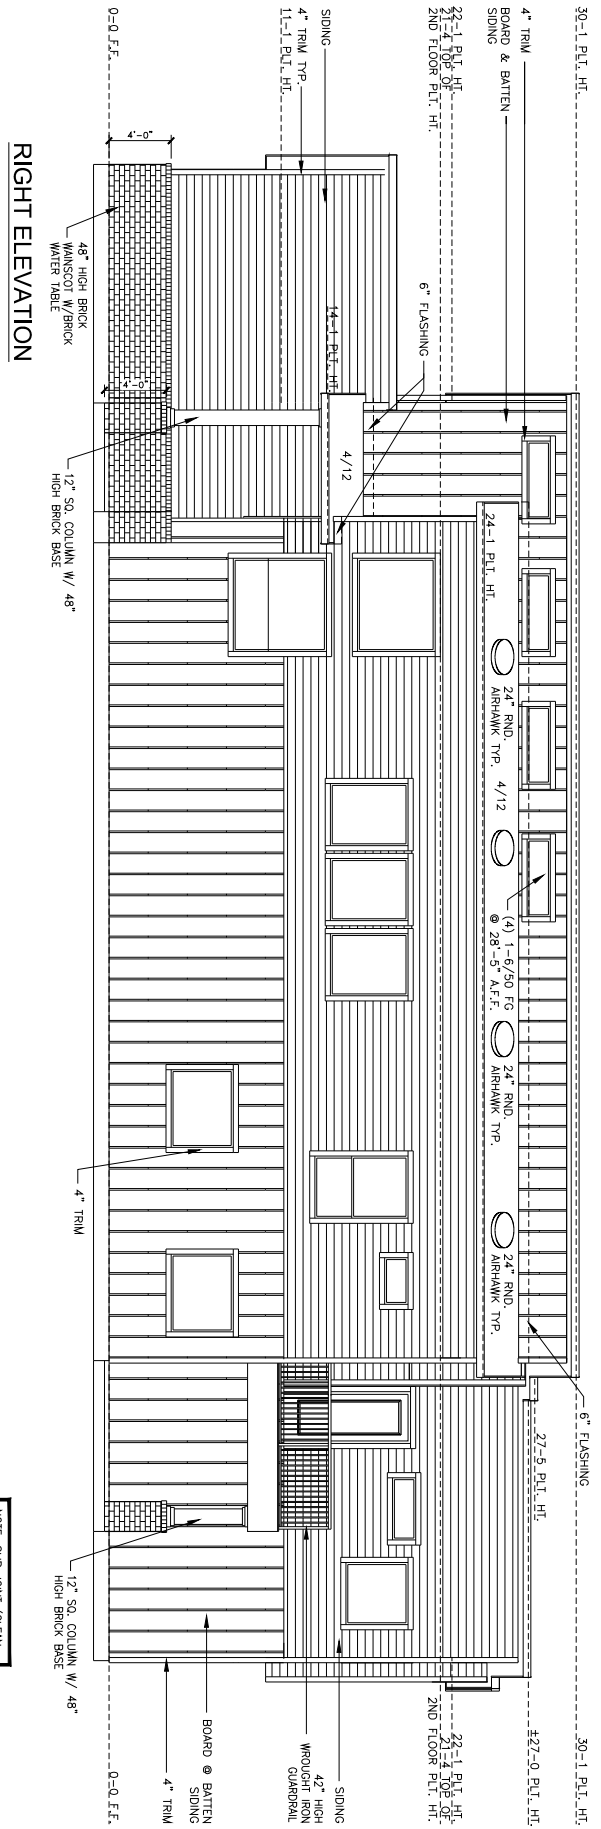 30-1 PLT. HT.
4" TRIM
BOARD & BATTEN
SIDING
22-1 PLT. HT.
21-4 TOP OF
2ND FLOOR PLT. HT.
SIDING
4" TRIM TYP.
11-1 PLT. HT.
0-0 F.F.
4'-0"
48" HIGH BRICK
WAINSCOT W/BRICK
WATER TABLE
RIGHT ELEVATION
6" FLASHING
14-1 PLT. HT.
4/12
4'-0"
12" SQ. COLUMN W/ 48"
HIGH BRICK BASE
24-1 PLT. HT.
24" RND.
AIRHAWK TYP.
4/12
(4) 1-6/50 FG
@ 28'-5" A.F.F.
24" RND.
AIRHAWK TYP.
24" RND.
AIRHAWK TYP.
4" TRIM
6" FLASHING
27-5 PLT. HT.
±27-0 PLT. HT.
30-1 PLT. HT.
22-1 PLT. HT.
21-4 TOP OF
2ND FLOOR PLT. HT.
SIDING
42" HIGH
WROUGHT IRON
GUARDRAIL
BOARD @ BATTEN
SIDING
4" TRIM
0-0 F.F.
12" SQ. COLUMN W/ 48"
HIGH BRICK BASE